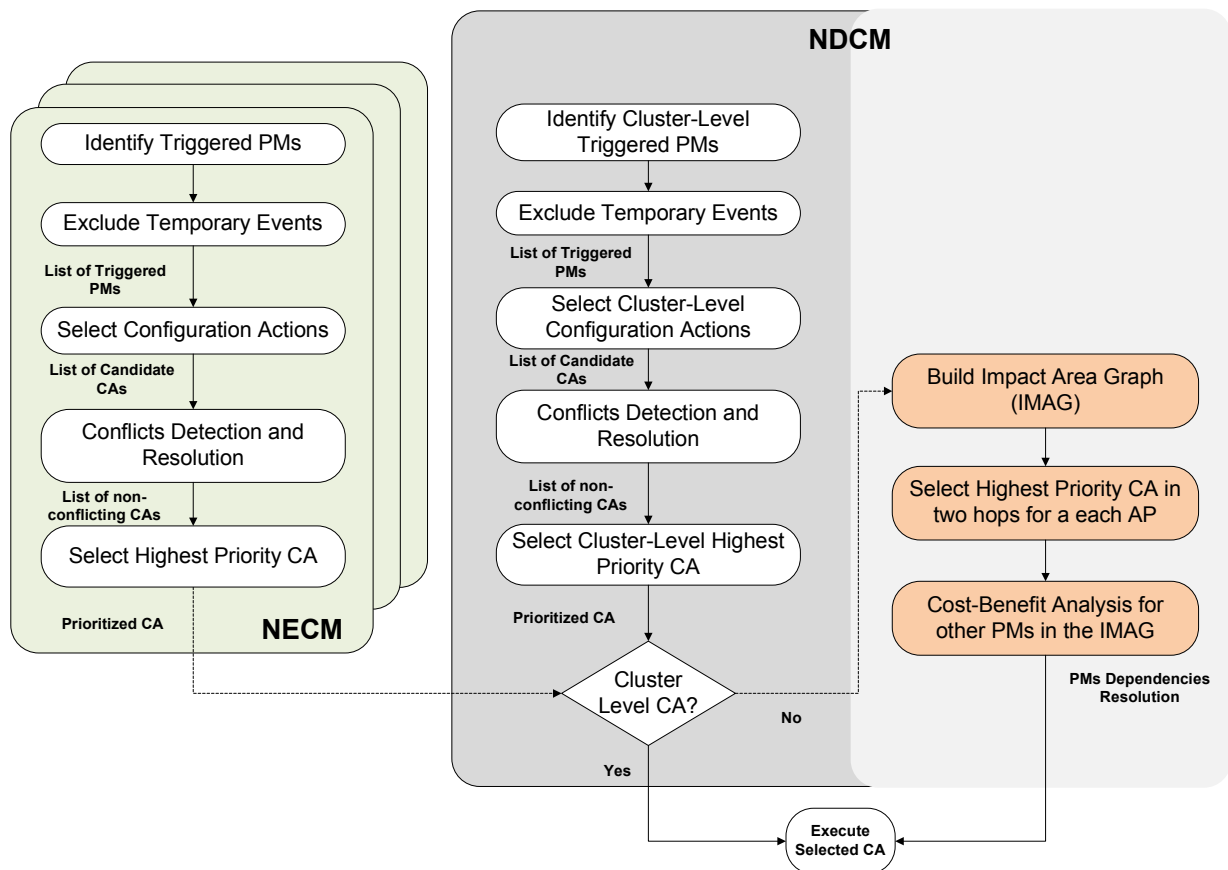 Identify Triggered PMs
Exclude Temporary Events
List of Triggered
PMs
Select Configuration Actions
List of Candidate
CAs
Conflicts Detection and
Resolution
List of non-
conflicting CAs
Select Highest Priority CA
Prioritized CA
NECM
NDCM
Identify Cluster-Level
Triggered PMs
Exclude Temporary Events
List of Triggered
PMs
Select Cluster-Level
Configuration Actions
List of Candidate
CAs
Conflicts Detection and
Resolution
List of non-
conflicting CAs
Select Cluster-Level Highest
Priority CA
Prioritized CA
Cluster
Level CA?
No
Yes
Build Impact Area Graph
(IMAG)
Select Highest Priority CA in
two hops for a each AP
Cost-Benefit Analysis for
other PMs in the IMAG
PMs Dependencies
Resolution
Execute
Selected CA